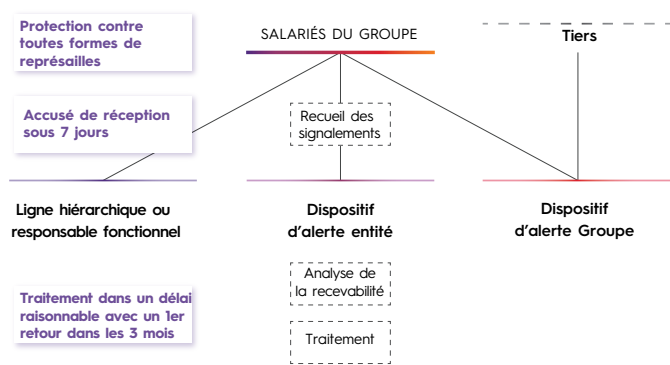 Protection contre
toutes formes de
représailles
SALARIÉS DU GROUPE
Tiers
Accusé de réception
sous 7 jours
Recueil des
signalements
Ligne hiérarchique ou
responsable fonctionnel
Dispositif
d'alerte entité
Dispositif
d'alerte Groupe
Analyse de
la recevabilité
Traitement dans un délai
raisonnable avec un 1er
retour dans les 3 mois
Traitement